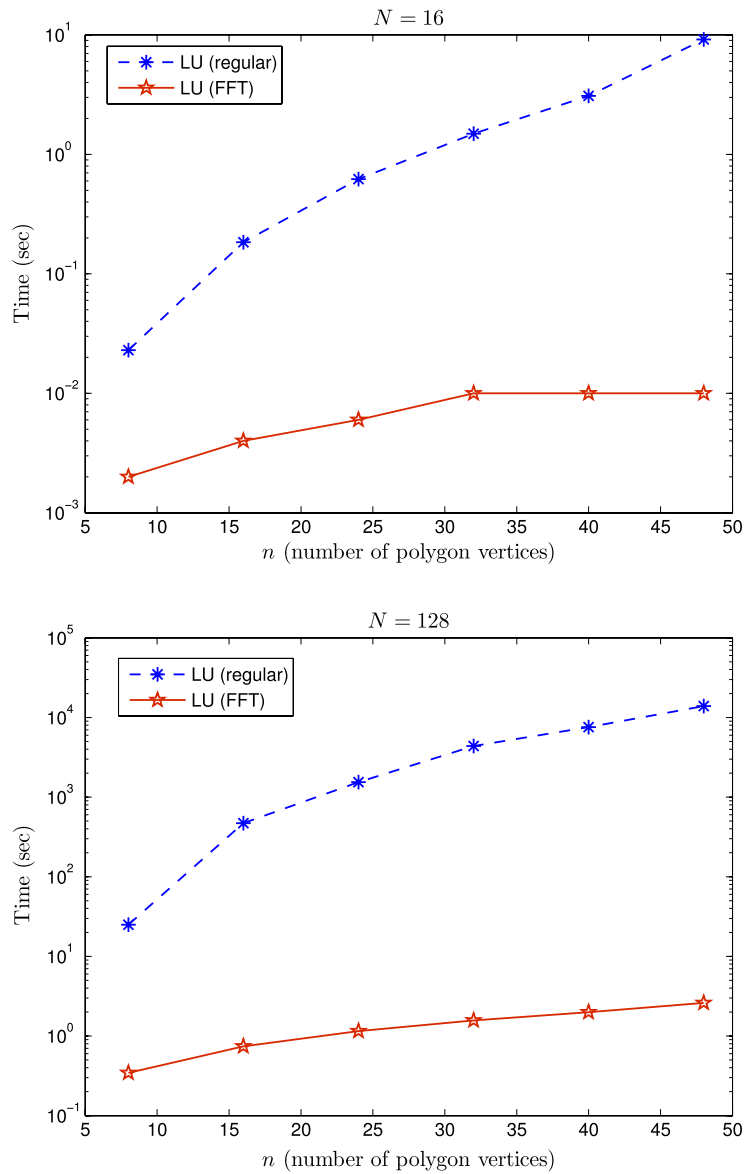 N = 16
10^1
10^0
10^-1
10^-2
10^-3
Time (sec)
LU (regular)
LU (FFT)
5 10 15 20 25 30 35 40 45 50
n (number of polygon vertices)
N = 128
10^5
10^4
10^3
10^2
10^1
10^0
10^-1
Time (sec)
LU (regular)
LU (FFT)
5 10 15 20 25 30 35 40 45 50
n (number of polygon vertices)